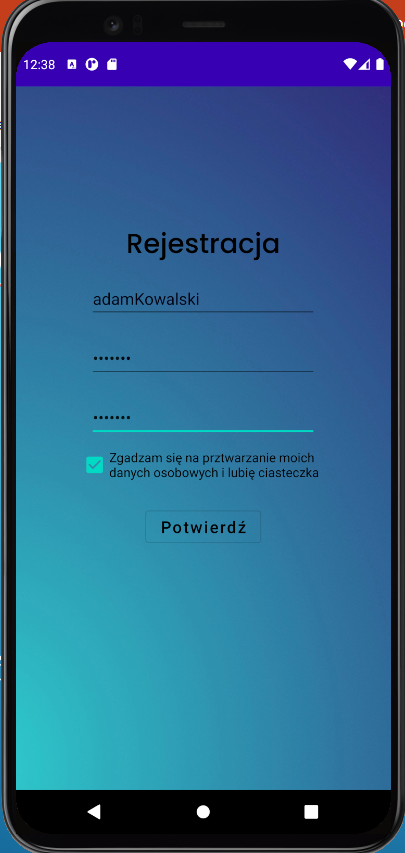 12:38
Rejestracja
adamKowalski
•••••••
•••••••
Zgadzam się na prztwarzanie moich
danych osobowych i lubię ciasteczka
Potwierdź